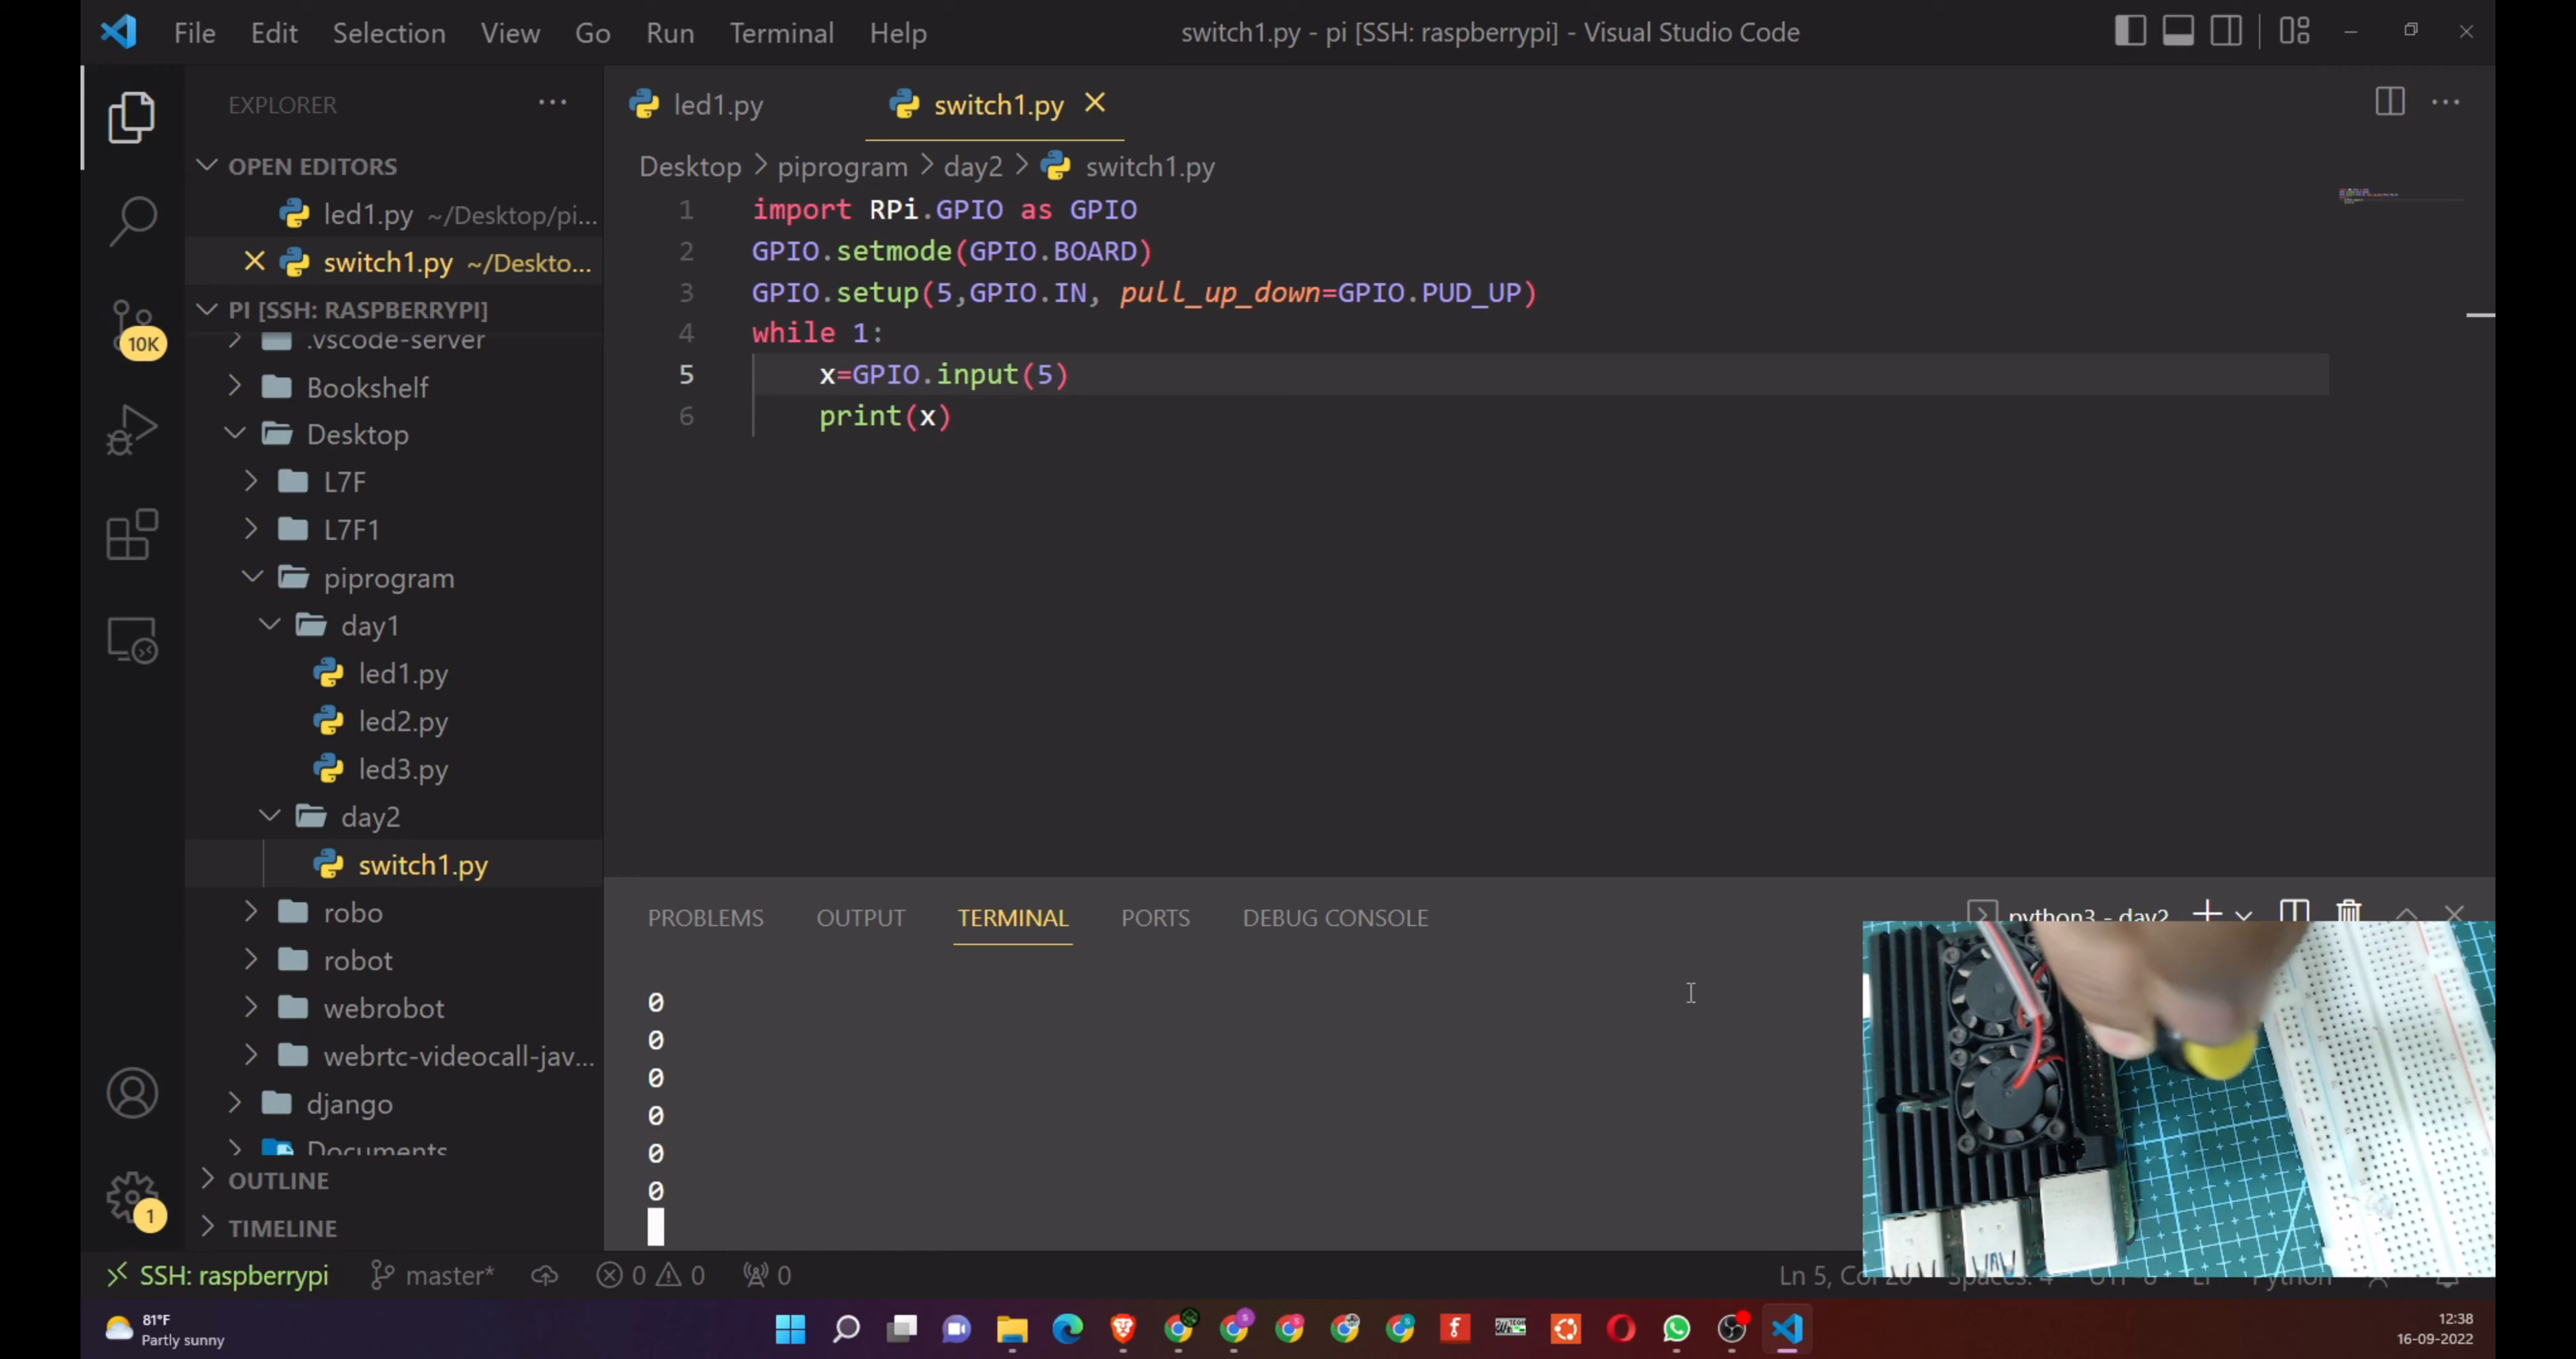 File Edit Selection View Go Run Terminal Help
switch1.py - pi [SSH: raspberrypi] - Visual Studio Code
EXPLORER
OPEN EDITORS
led1.py ~/Desktop/pi...
switch1.py ~/Deskto...
PI [SSH: RASPBERRYPI]
.vscode-server
Bookshelf
Desktop
L7F
L7F1
piprogram
day1
led1.py
led2.py
led3.py
day2
switch1.py
robo
robot
webrobot
webrtc-videocall-jav...
django
Documents
OUTLINE
TIMELINE
10K
1
led1.py
switch1.py
Desktop > piprogram > day2 > switch1.py
1 import RPi.GPIO as GPIO
2 GPIO.setmode(GPIO.BOARD)
3 GPIO.setup(5,GPIO.IN, pull_up_down=GPIO.PUD_UP)
4 while 1:
5 x=GPIO.input(5)
6 print(x)
PROBLEMS OUTPUT TERMINAL PORTS DEBUG CONSOLE
python3 - day2
0
0
0
0
0
0
SSH: raspberrypi master* 0 0 0
Ln 5,
81°F
Partly sunny
12:38
16-09-2022